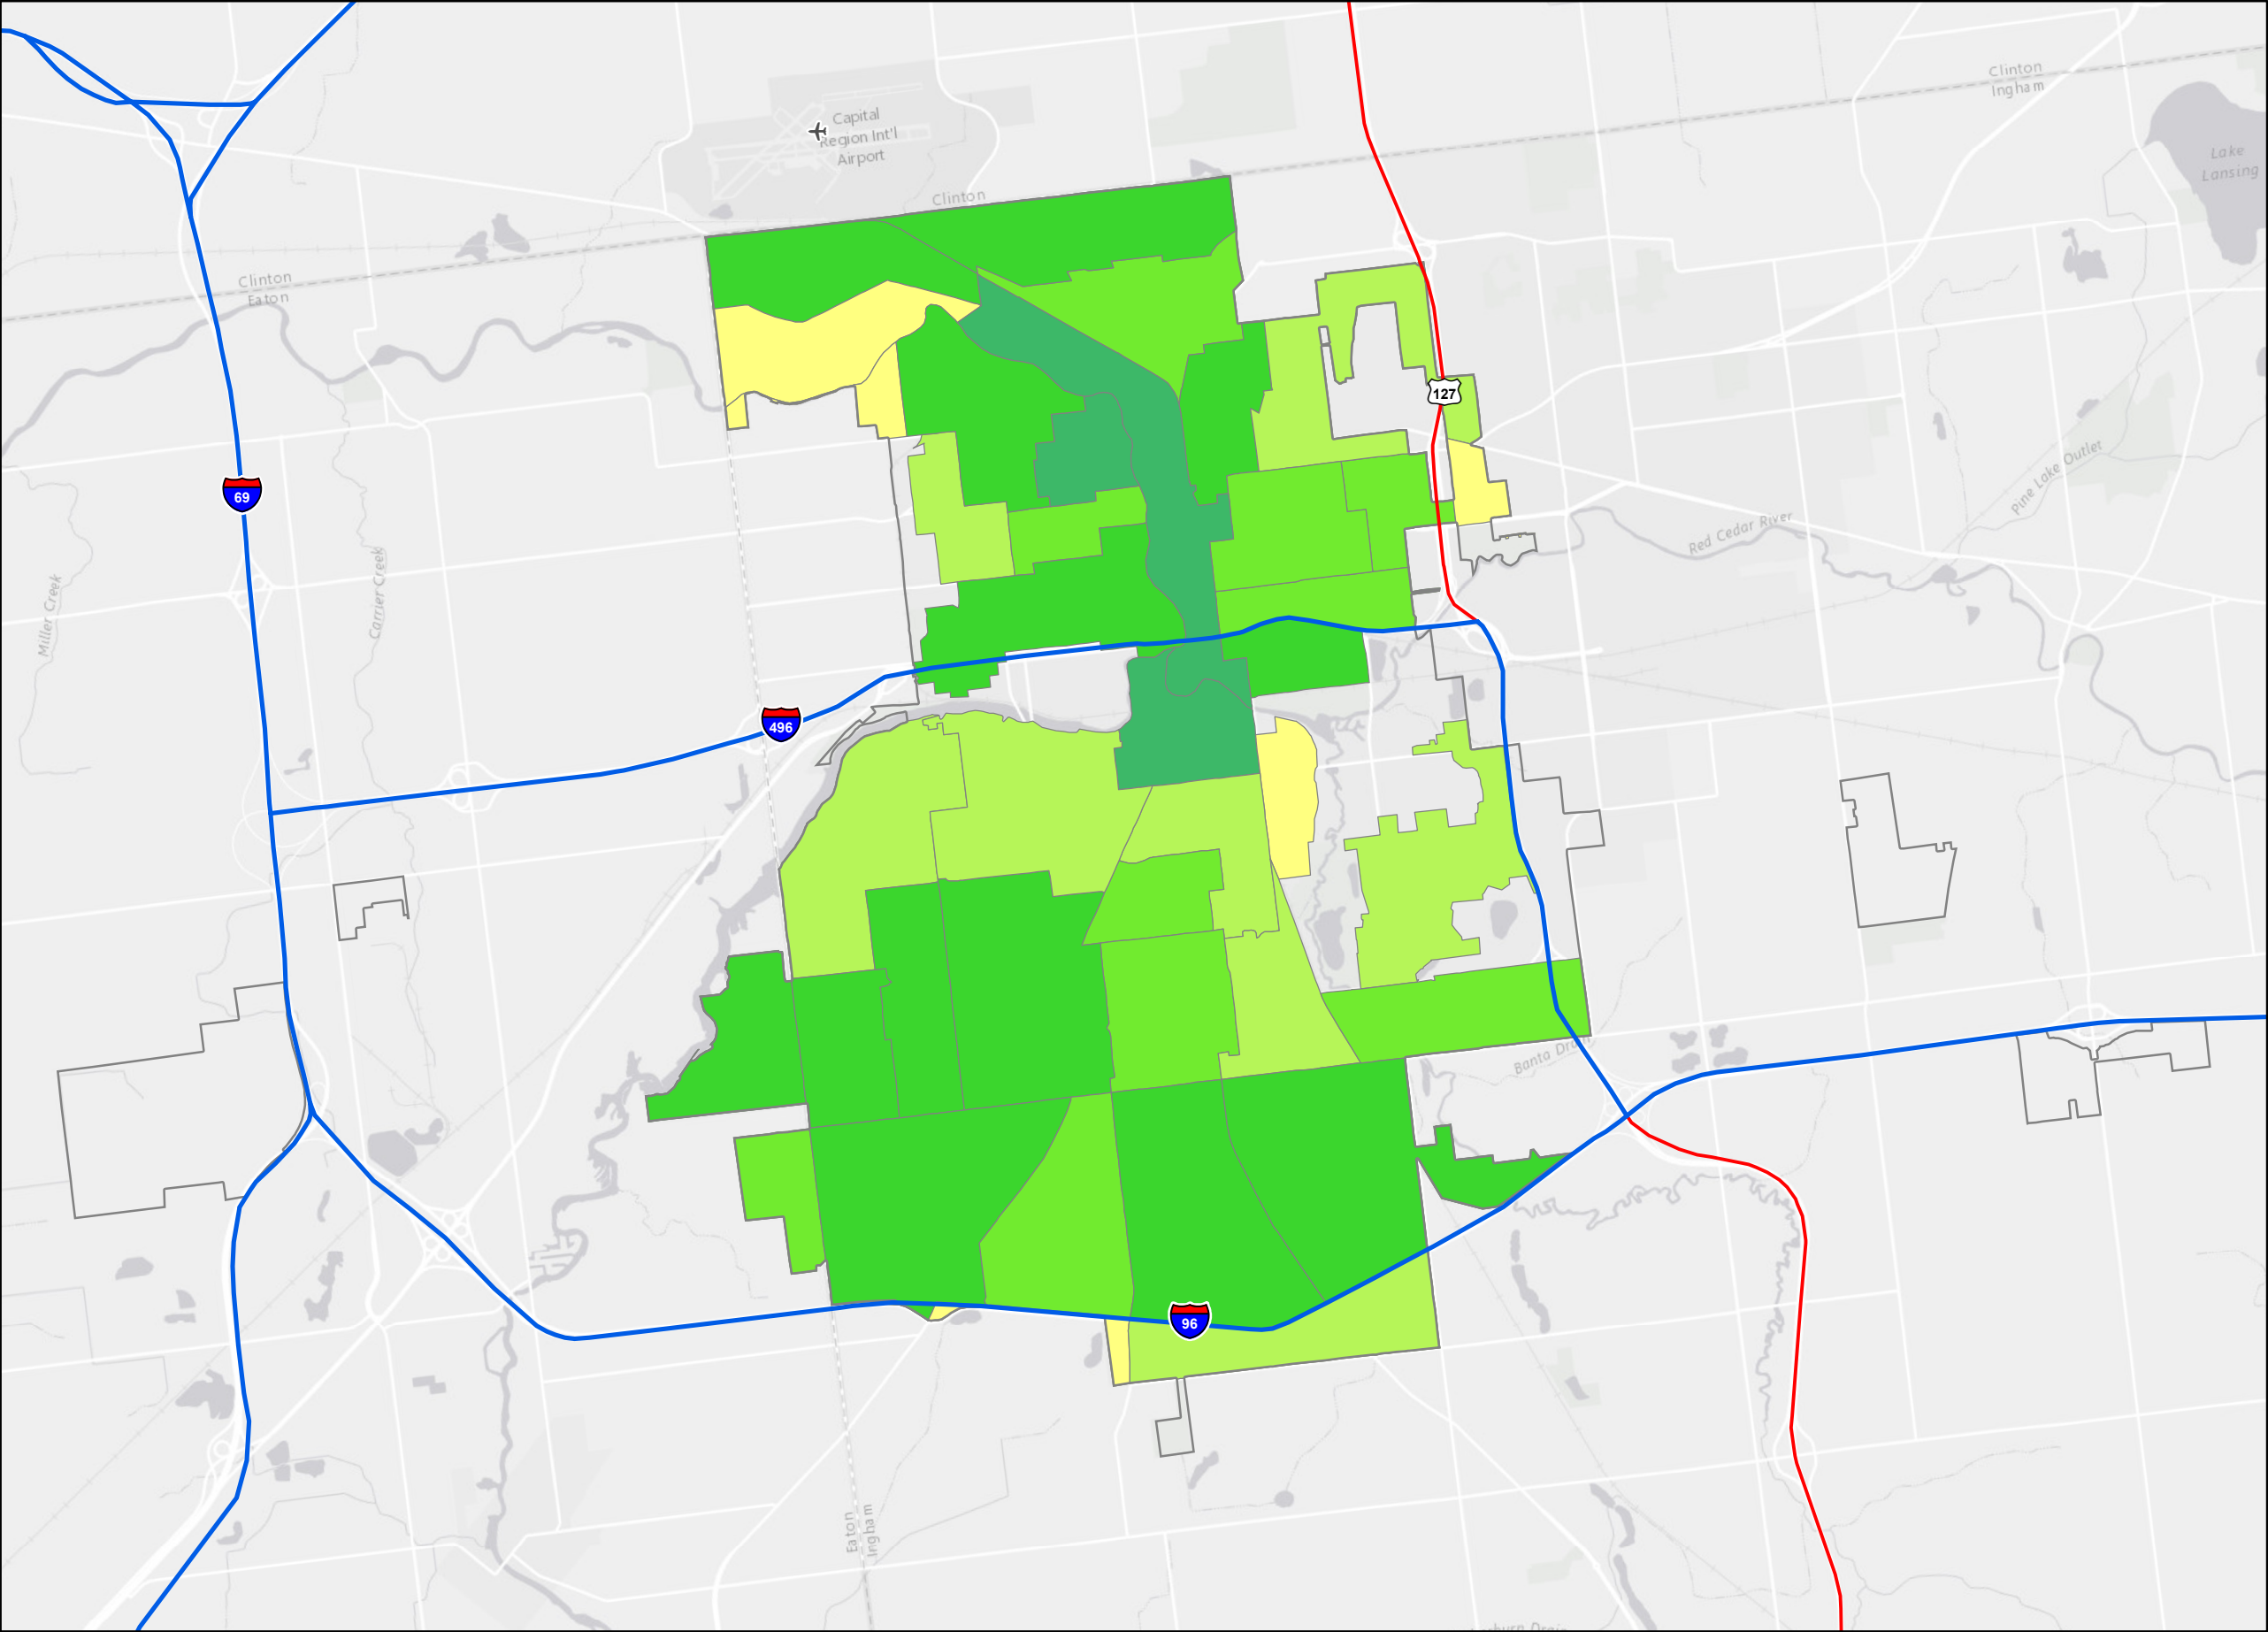 Clinton
Ingham
Capital
Region Int'l
Airport
Lake
Lansing
Clinton
Clinton
Eaton
127
Pine Lake Outlet
69
Red Cedar River
Miller Creek
Carrier Creek
496
Banta Drain
96
Eaton
Ingham